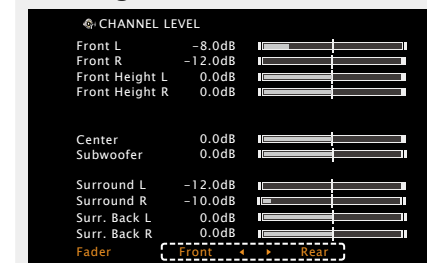 CHANNEL LEVEL
Front L -8.0dB
Front R -12.0dB
Front Height L 0.0dB
Front Height R 0.0dB
Center 0.0dB
Subwoofer 0.0dB
Surround L -12.0dB
Surround R -10.0dB
Surr. Back L 0.0dB
Surr. Back R 0.0dB
Fader Front Rear